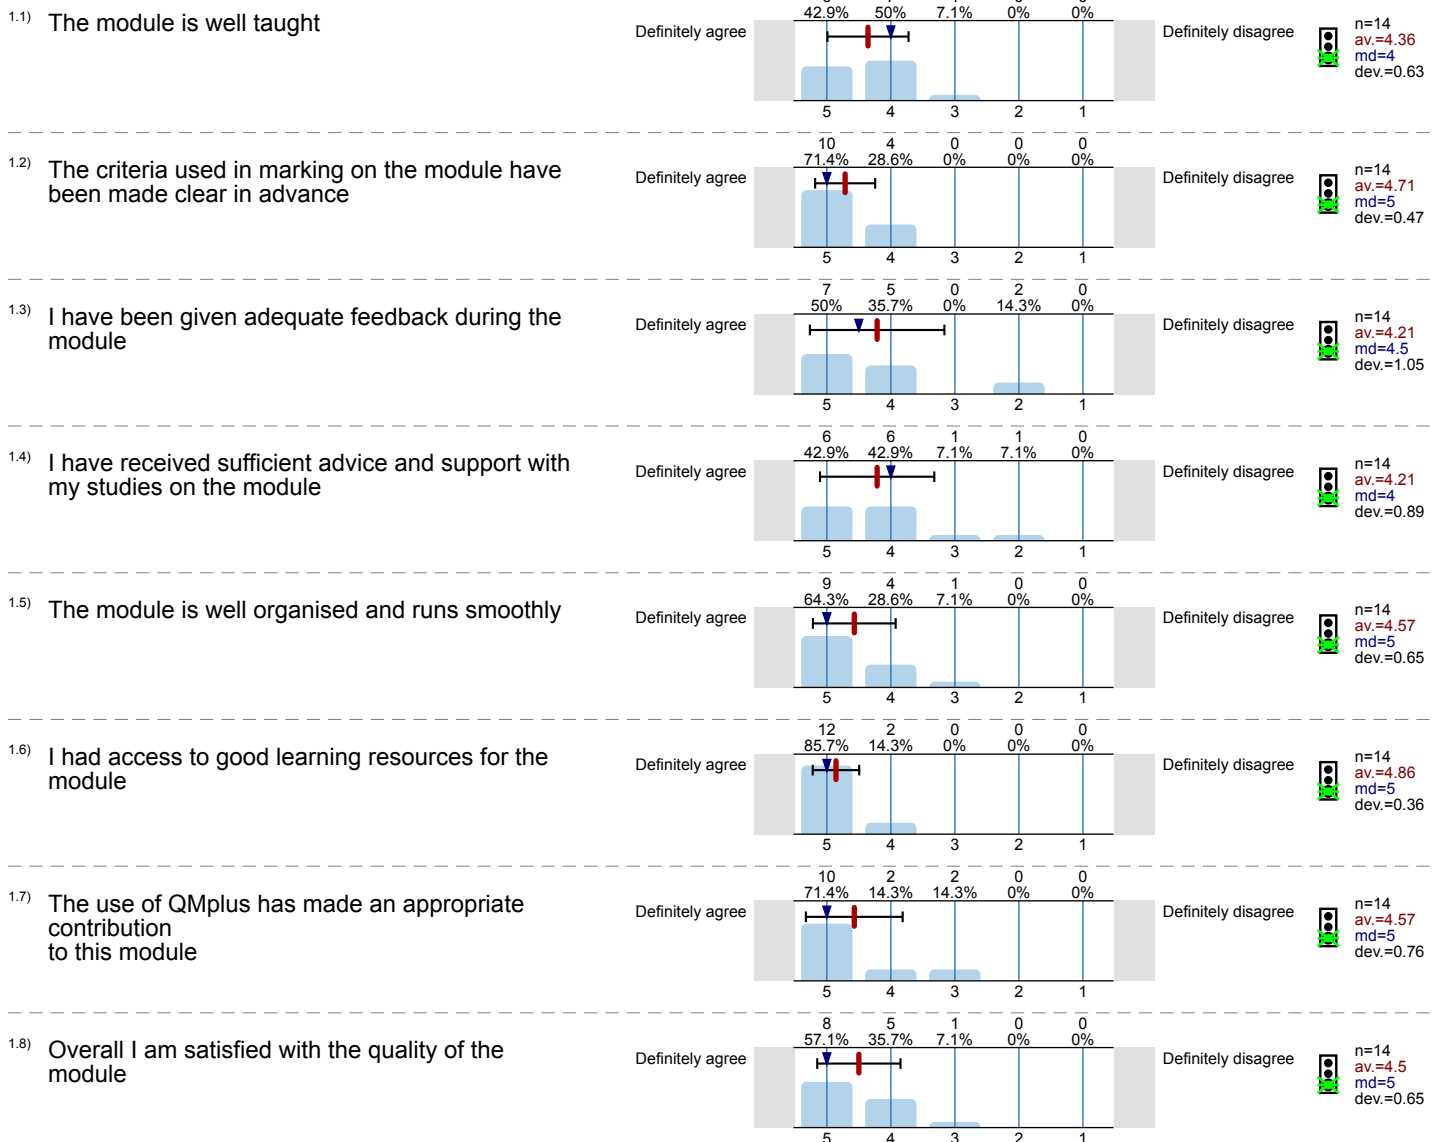 42.9% 50% 7.1% 0% 0%
1.1) The module is well taught Definitely agree Definitely disagree n=14
av.=4.36
md=4
dev.=0.63
5 4 3 2 1
10 4 0 0 0
71.4% 28.6% 0% 0% 0%
1.2) The criteria used in marking on the module have Definitely agree Definitely disagree n=14
been made clear in advance av.=4.71
md=5
dev.=0.47
5 4 3 2 1
7 5 0 2 0
50% 35.7% 0% 14.3% 0%
1.3) I have been given adequate feedback during the Definitely agree Definitely disagree n=14
module av.=4.21
md=4.5
dev.=1.05
5 4 3 2 1
6 6 1 1 0
42.9% 42.9% 7.1% 7.1% 0%
1.4) I have received sufficient advice and support with Definitely agree Definitely disagree n=14
my studies on the module av.=4.21
md=4
dev.=0.89
5 4 3 2 1
9 4 1 0 0
64.3% 28.6% 7.1% 0% 0%
1.5) The module is well organised and runs smoothly Definitely agree Definitely disagree n=14
av.=4.57
md=5
dev.=0.65
5 4 3 2 1
12 2 0 0 0
85.7% 14.3% 0% 0% 0%
1.6) I had access to good learning resources for the Definitely agree Definitely disagree n=14
module av.=4.86
md=5
dev.=0.36
5 4 3 2 1
10 2 2 0 0
71.4% 14.3% 14.3% 0% 0%
1.7) The use of QMplus has made an appropriate Definitely agree Definitely disagree n=14
contribution av.=4.57
to this module md=5
dev.=0.76
5 4 3 2 1
8 5 1 0 0
57.1% 35.7% 7.1% 0% 0%
1.8) Overall I am satisfied with the quality of the Definitely agree Definitely disagree n=14
module av.=4.5
md=5
dev.=0.65
5 4 3 2 1